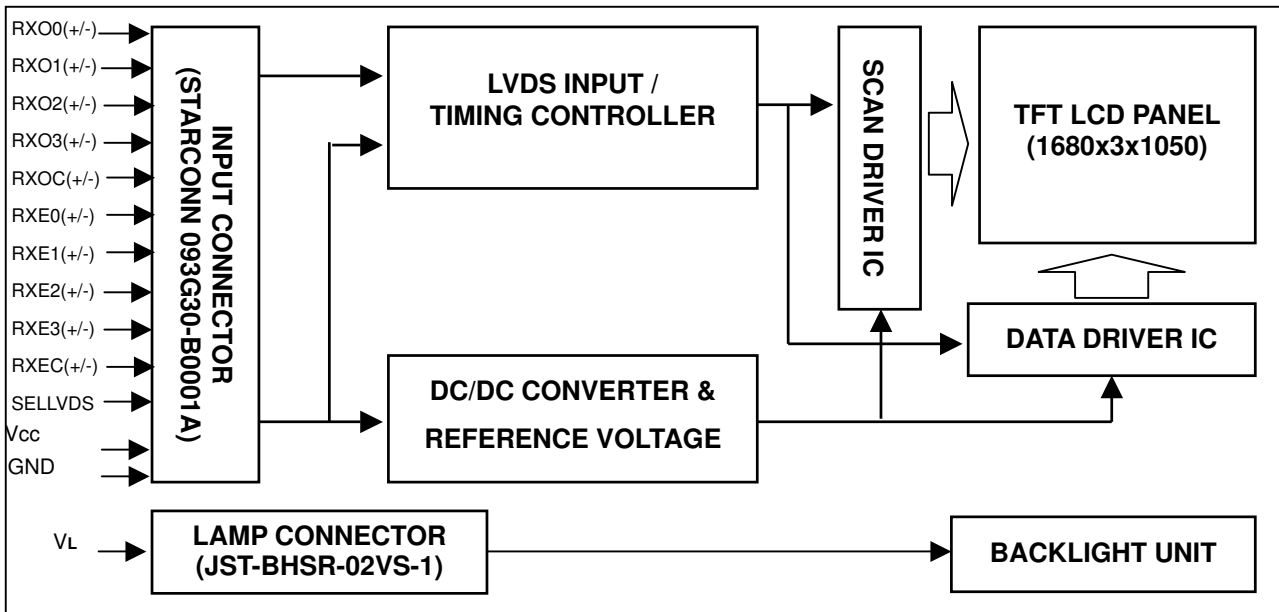 RXO0(+/-)
RXO1(+/-)
RXO2(+/-)
RXO3(+/-)
RXOC(+/-)
RXE0(+/-)
RXE1(+/-)
RXE2(+/-)
RXE3(+/-)
RXEC(+/-)
SELLVDS
Vcc
GND
INPUT CONNECTOR
(STARCONN 093G30-B0001A)
LVDS INPUT /
TIMING CONTROLLER
SCAN DRIVER IC
TFT LCD PANEL
(1680x3x1050)
DATA DRIVER IC
DC/DC CONVERTER &
REFERENCE VOLTAGE
VL
LAMP CONNECTOR
(JST-BHSR-02VS-1)
BACKLIGHT UNIT